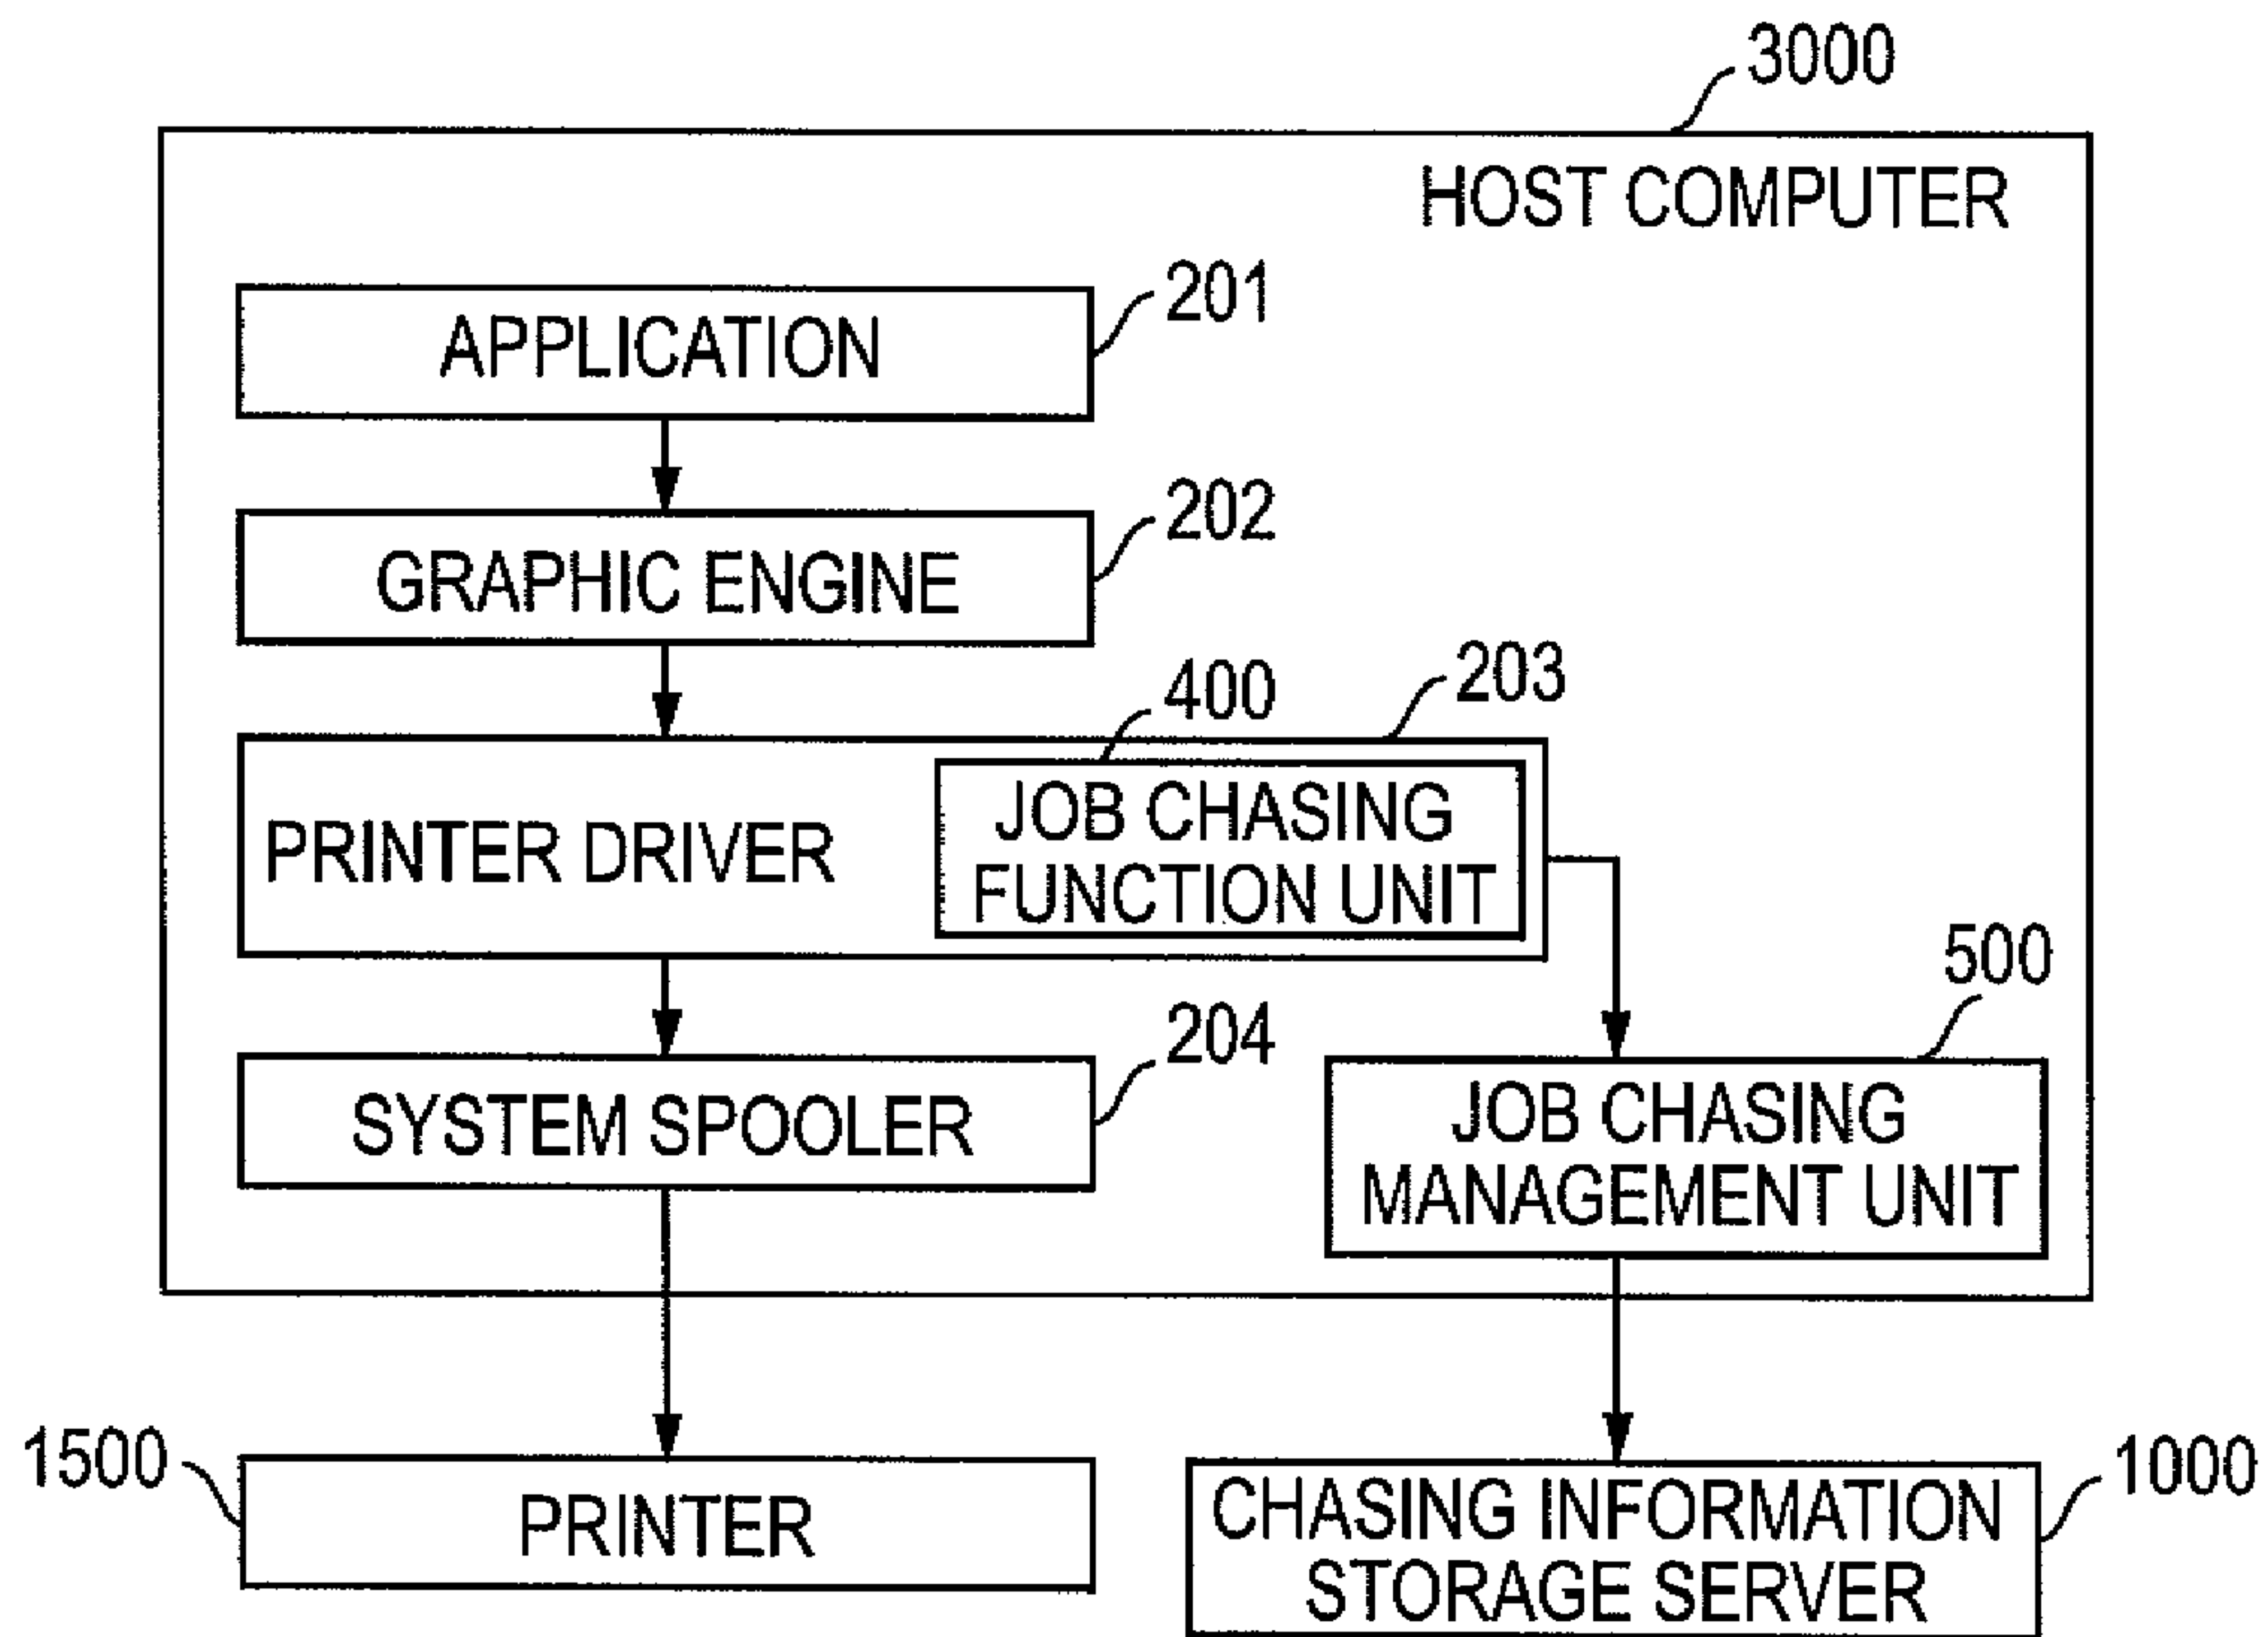 3000
HOST COMPUTER
201
APPLICATION
202
GRAPHIC ENGINE
203
400
JOB CHASING
FUNCTION UNIT
PRINTER DRIVER
500
204
SYSTEM SPOOLER
JOB CHASING
MANAGEMENT UNIT
1500
PRINTER
1000
CHASING INFORMATION
STORAGE SERVER